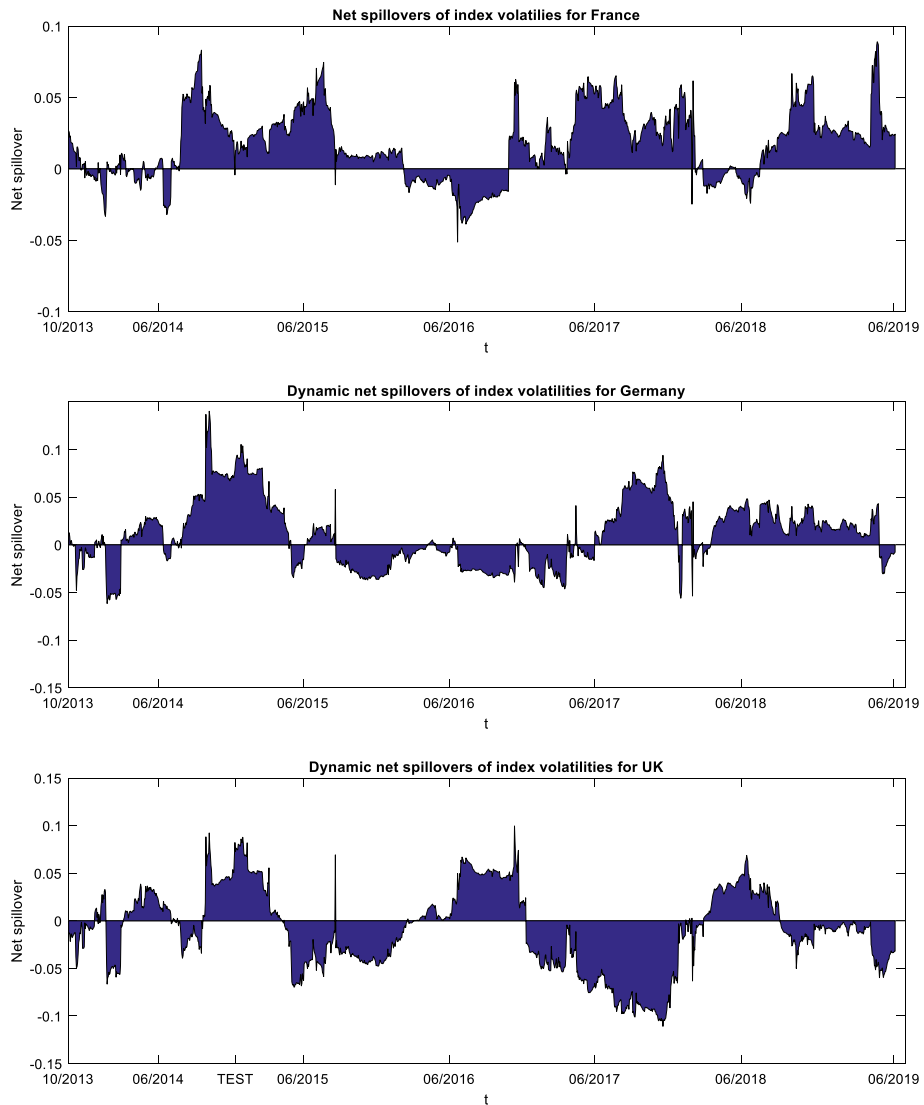 Net spillovers of index volatilies for France
0.1
0.05
0
-0.05
-0.1
Net spillover
10/2013 06/2014 06/2015 06/2016 06/2017 06/2018 06/2019
t
Dynamic net spillovers of index volatilities for Germany
0.1
0.05
0
-0.05
-0.1
-0.15
Net spillover
10/2013 06/2014 06/2015 06/2016 06/2017 06/2018 06/2019
t
Dynamic net spillovers of index volatilities for UK
0.15
0.1
0.05
0
-0.05
-0.1
-0.15
Net spillover
10/2013 06/2014 TEST 06/2015 06/2016 06/2017 06/2018 06/2019
t